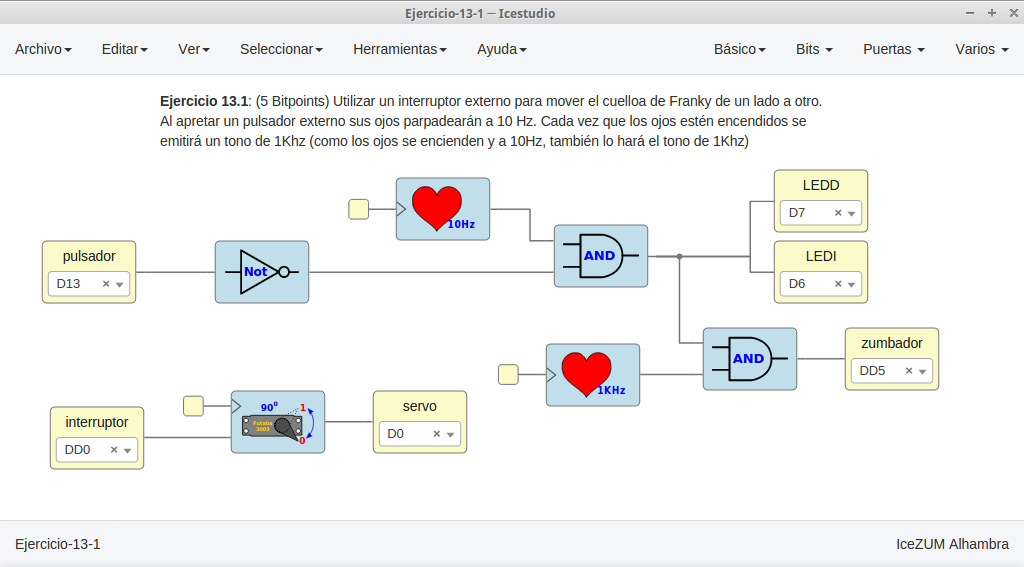 Ejercicio-13-1 — Icestudio
Archivo Editar Ver Seleccionar Herramientas Ayuda Básico Bits Puertas Varios
Ejercicio 13.1: (5 Bitpoints) Utilizar un interruptor externo para mover el cuelloa de Franky de un lado a otro.
Al apretar un pulsador externo sus ojos parpadearán a 10 Hz. Cada vez que los ojos estén encendidos se
emitirá un tono de 1Khz (como los ojos se encienden y a 10Hz, también lo hará el tono de 1Khz)
LEDD
D7
10Hz
pulsador
D13
Not
AND
LEDI
D6
AND
zumbador
DD5
1KHz
interruptor
DD0
90º
1
Futaba
3003
0
servo
D0
Ejercicio-13-1
IceZUM Alhambra